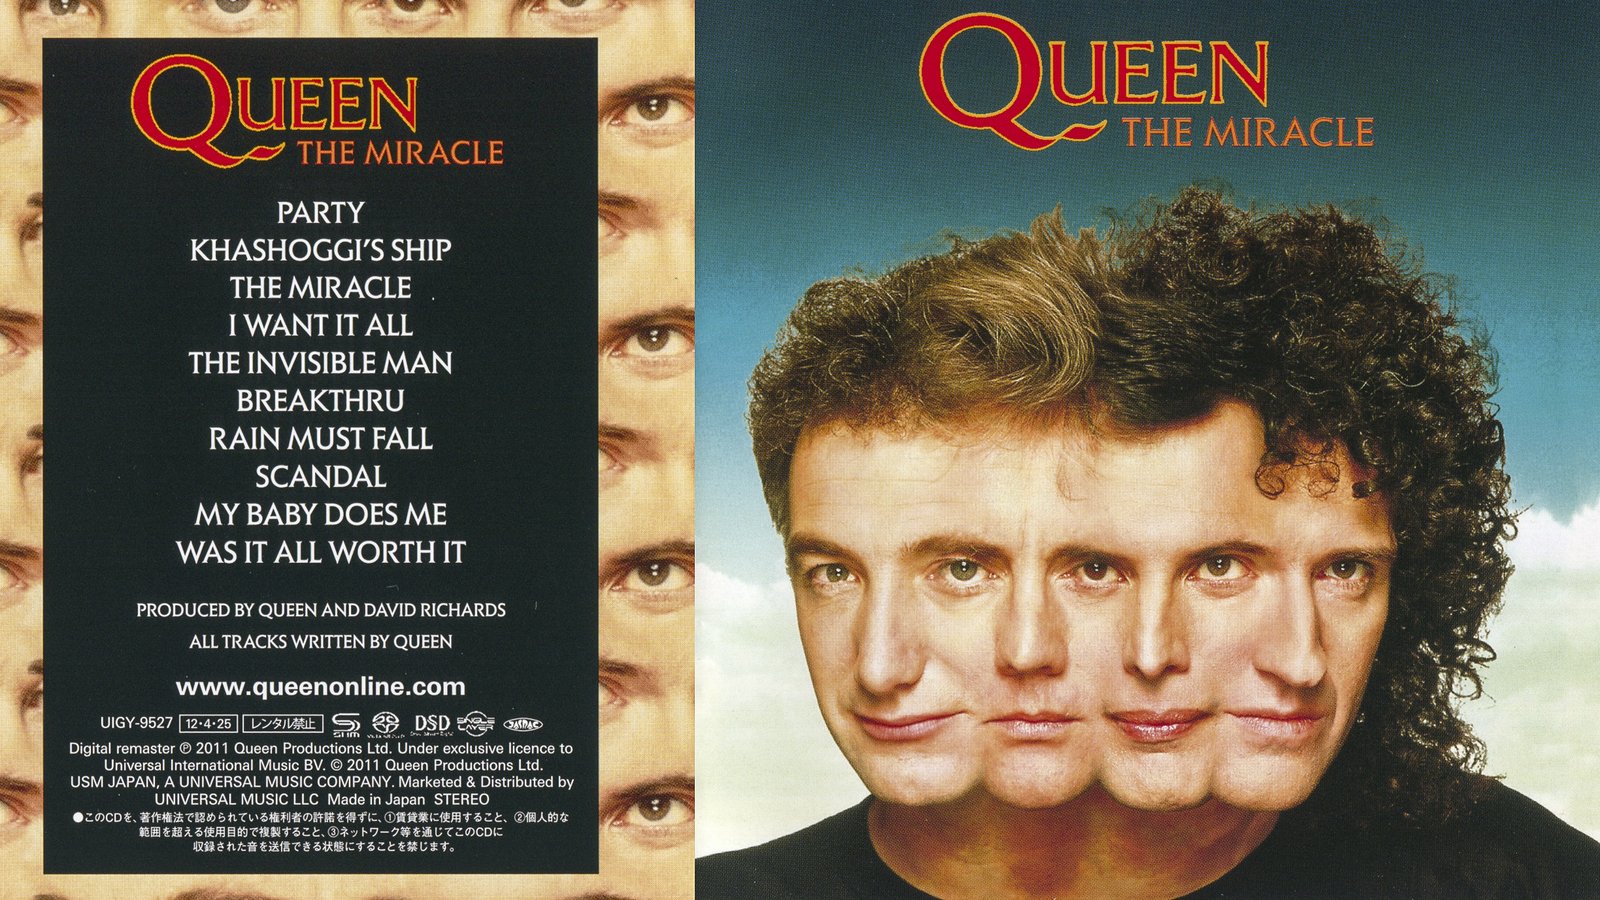 QUEEN
THE MIRACLE
PARTY
KHASHOGGI'S SHIP
THE MIRACLE
I WANT IT ALL
THE INVISIBLE MAN
BREAKTHRU
RAIN MUST FALL
SCANDAL
MY BABY DOES ME
WAS IT ALL WORTH IT
PRODUCED BY QUEEN AND DAVID RICHARDS
ALL TRACKS WRITTEN BY QUEEN
www.queenonline.com
UIGY-9527 12・4・25 レンタル禁止 SHM DSD SINGLE LAYER JASRAC
Digital remaster ℗ 2011 Queen Productions Ltd. Under exclusive licence to
Universal International Music BV. © 2011 Queen Productions Ltd.
USM JAPAN, A UNIVERSAL MUSIC COMPANY. Marketed & Distributed by
UNIVERSAL MUSIC LLC Made in Japan STEREO
●このCDを、著作権法で認められている権利者の許諾を得ずに、①賃貸業に使用すること、②個人的な
範囲を超える使用目的で複製すること、③ネットワーク等を通じてこのCDに
収録された音を送信できる状態にすることを禁じます。
QUEEN
THE MIRACLE